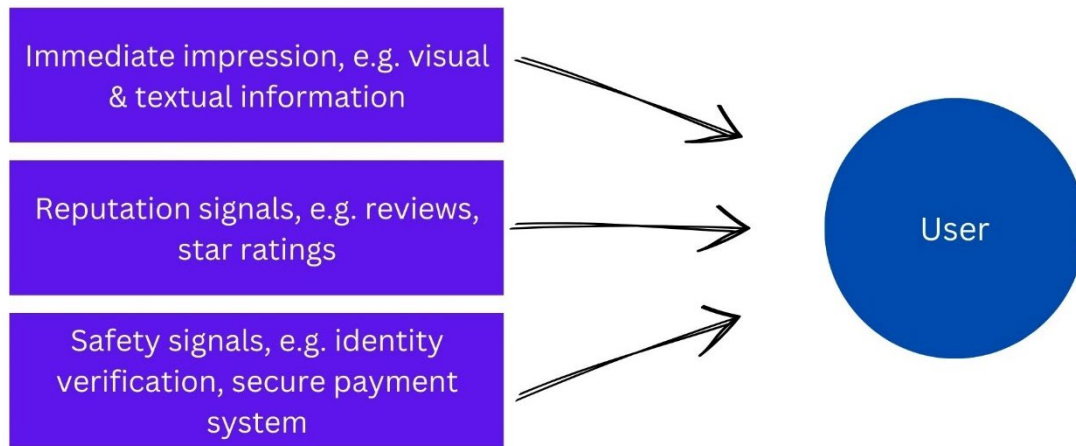 Immediate impression, e.g. visual
& textual information
Reputation signals, e.g. reviews,
star ratings
Safety signals, e.g. identity
verification, secure payment
system
User